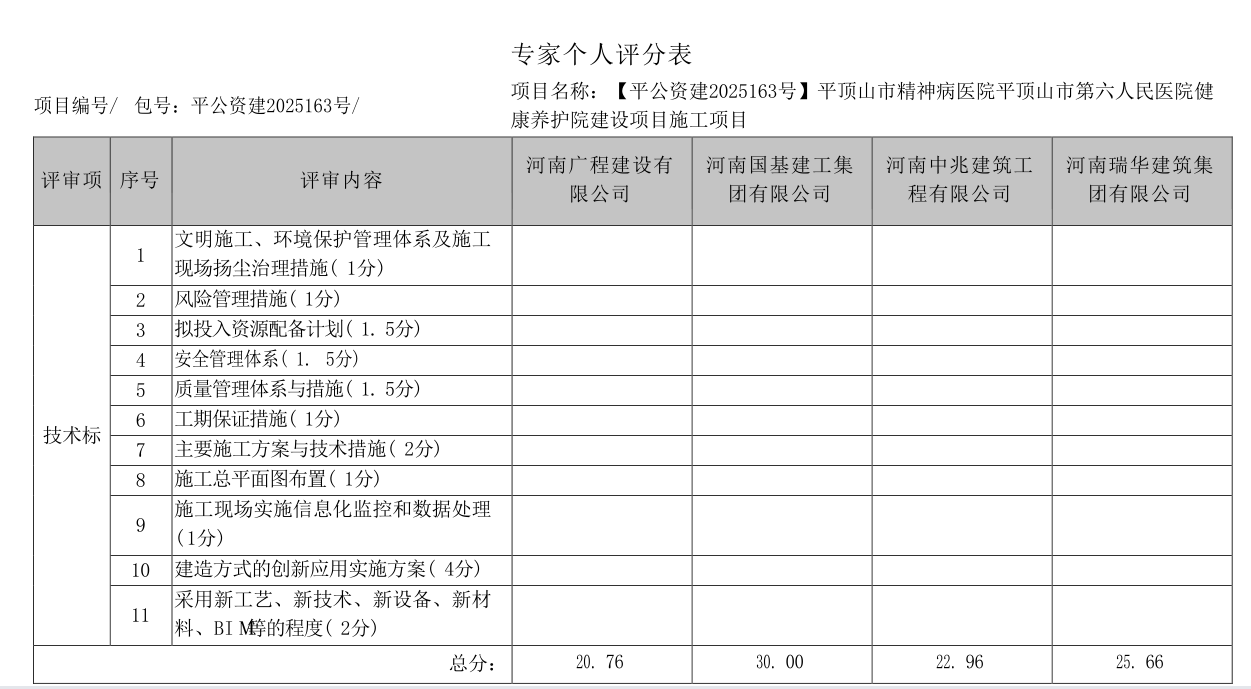 专家个人评分表
项目编号/ 包号：平公资建2025163号/
项目名称：【平公资建2025163号】平顶山市精神病医院平顶山市第六人民医院健
康养护院建设项目施工项目
评审项 序号 评审内容 河南广程建设有 河南国基建工集 河南中兆建筑工 河南瑞华建筑集
限公司 团有限公司 程有限公司 团有限公司
技术标
1 文明施工、环境保护管理体系及施工
现场扬尘治理措施(1分)
2 风险管理措施(1分)
3 拟投入资源配备计划(1.5分)
4 安全管理体系(1.5分)
5 质量管理体系与措施(1.5分)
6 工期保证措施(1分)
7 主要施工方案与技术措施(2分)
8 施工总平面图布置(1分)
9 施工现场实施信息化监控和数据处理
(1分)
10 建造方式的创新应用实施方案(4分)
11 采用新工艺、新技术、新设备、新材
料、BIM等的程度(2分)
总分： 20.76 30.00 22.96 25.66